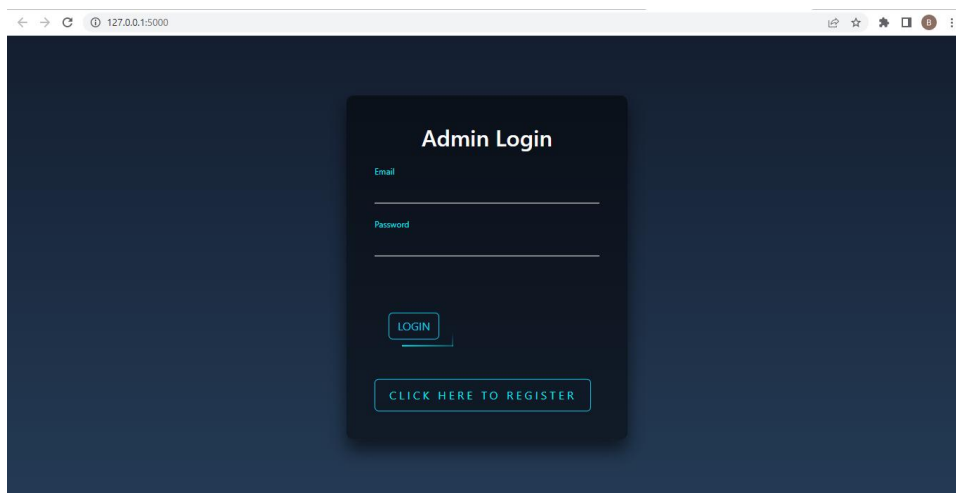 127.0.0.1:5000
B
Admin Login
Email
Password
LOGIN
CLICK HERE TO REGISTER